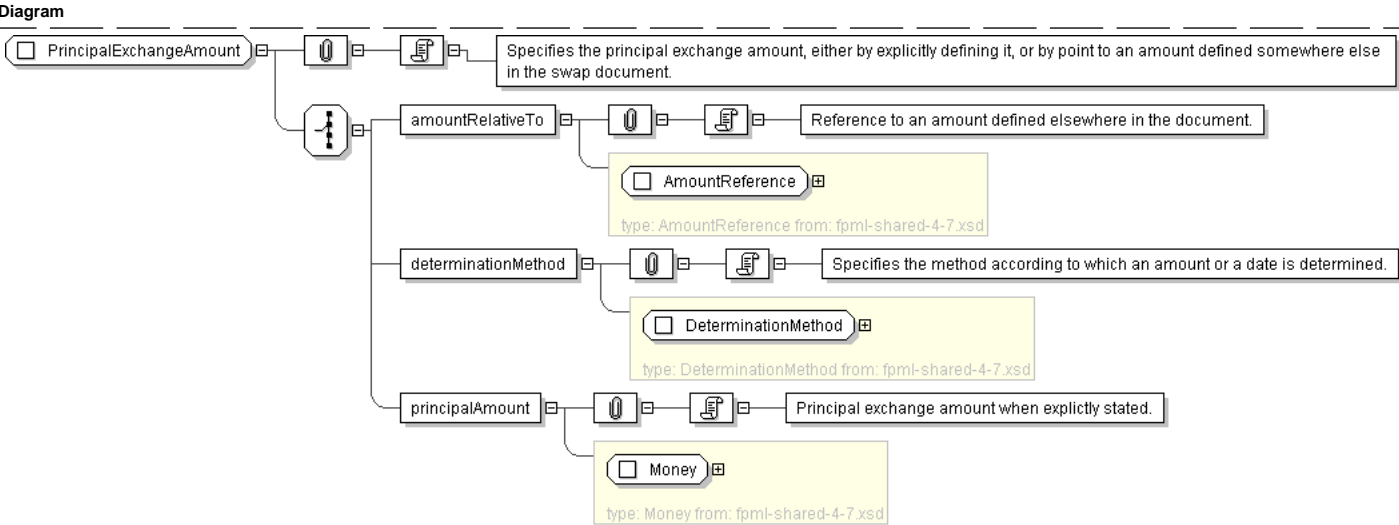 Diagram
PrincipalExchangeAmount
Specifies the principal exchange amount, either by explicitly defining it, or by point to an amount defined somewhere else
in the swap document.
amountRelativeTo
Reference to an amount defined elsewhere in the document.
AmountReference
type: AmountReference from: fpml-shared-4-7.xsd
determinationMethod
Specifies the method according to which an amount or a date is determined.
DeterminationMethod
type: DeterminationMethod from: fpml-shared-4-7.xsd
principalAmount
Principal exchange amount when explictly stated.
Money
type: Money from: fpml-shared-4-7.xsd